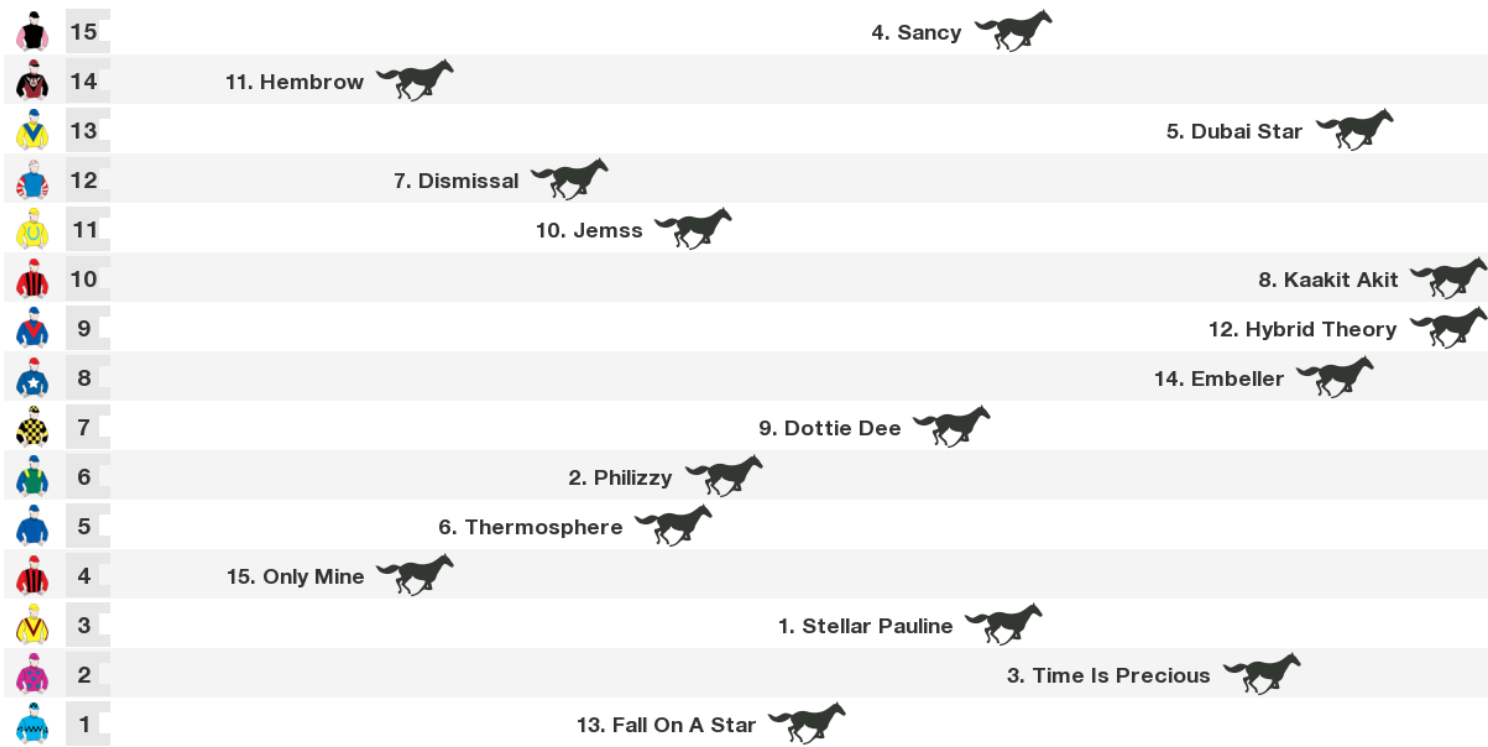 15 4. Sancy
14 11. Hembrow
13 5. Dubai Star
12 7. Dismissal
11 10. Jemss
10 8. Kaakit Akit
9 12. Hybrid Theory
8 14. Embeller
7 9. Dottie Dee
6 2. Philizzy
5 6. Thermosphere
4 15. Only Mine
3 1. Stellar Pauline
2 3. Time Is Precious
1 13. Fall On A Star